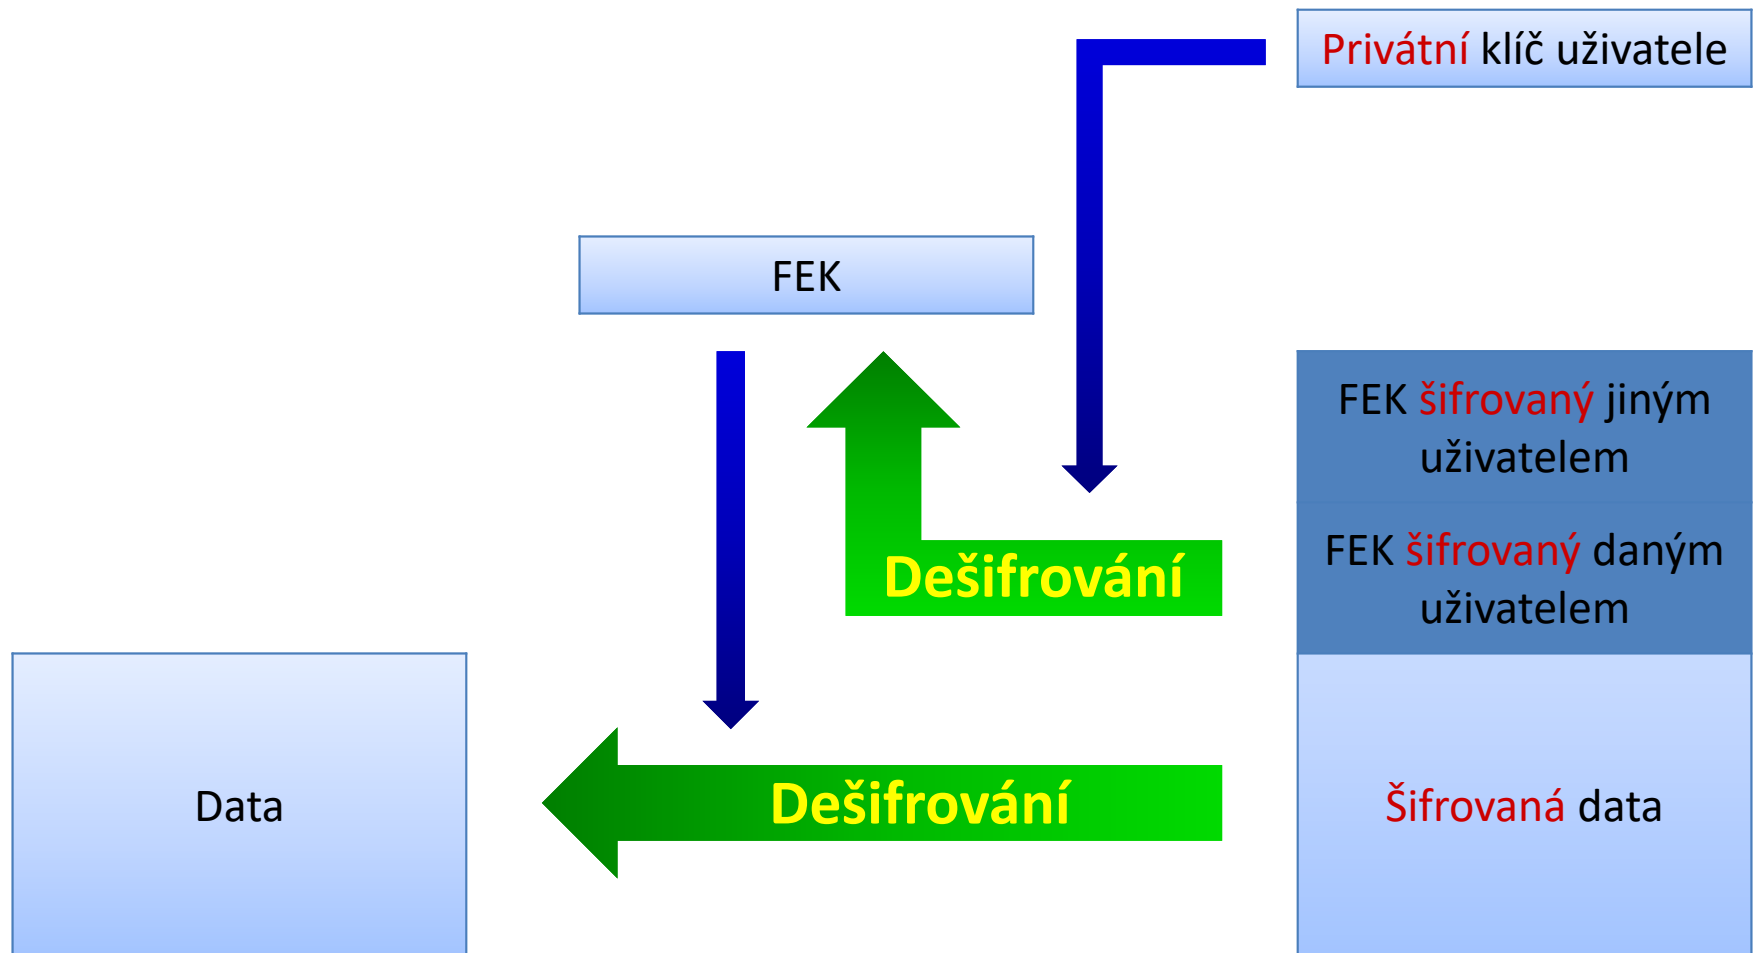 Privátní klíč uživatele
FEK
FEK šifrovaný jiným
uživatelem
FEK šifrovaný daným
uživatelem
Dešifrování
Data
Dešifrování
Šifrovaná data